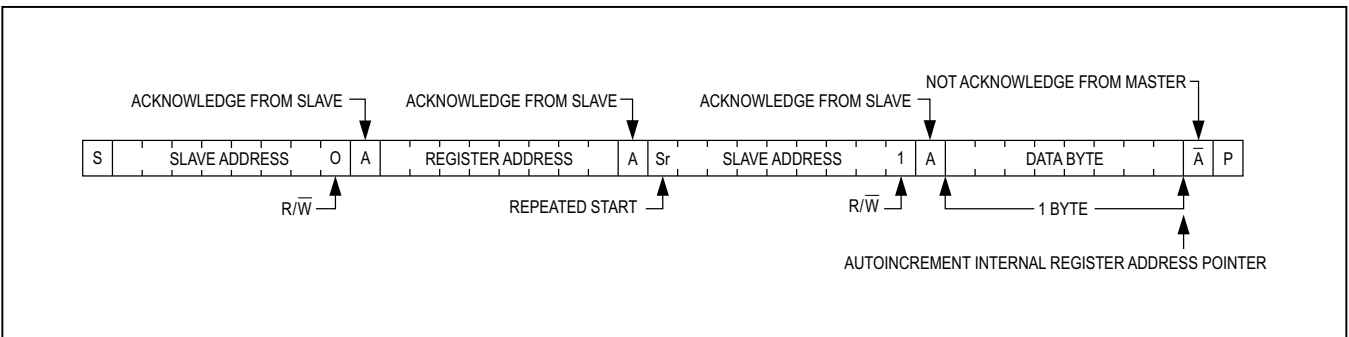 NOT ACKNOWLEDGE FROM MASTER
ACKNOWLEDGE FROM SLAVE ACKNOWLEDGE FROM SLAVE ACKNOWLEDGE FROM SLAVE
S SLAVE ADDRESS O A REGISTER ADDRESS A Sr SLAVE ADDRESS 1 A DATA BYTE A̅ P
R/W̅ REPEATED START R/W̅ 1 BYTE
AUTOINCREMENT INTERNAL REGISTER ADDRESS POINTER